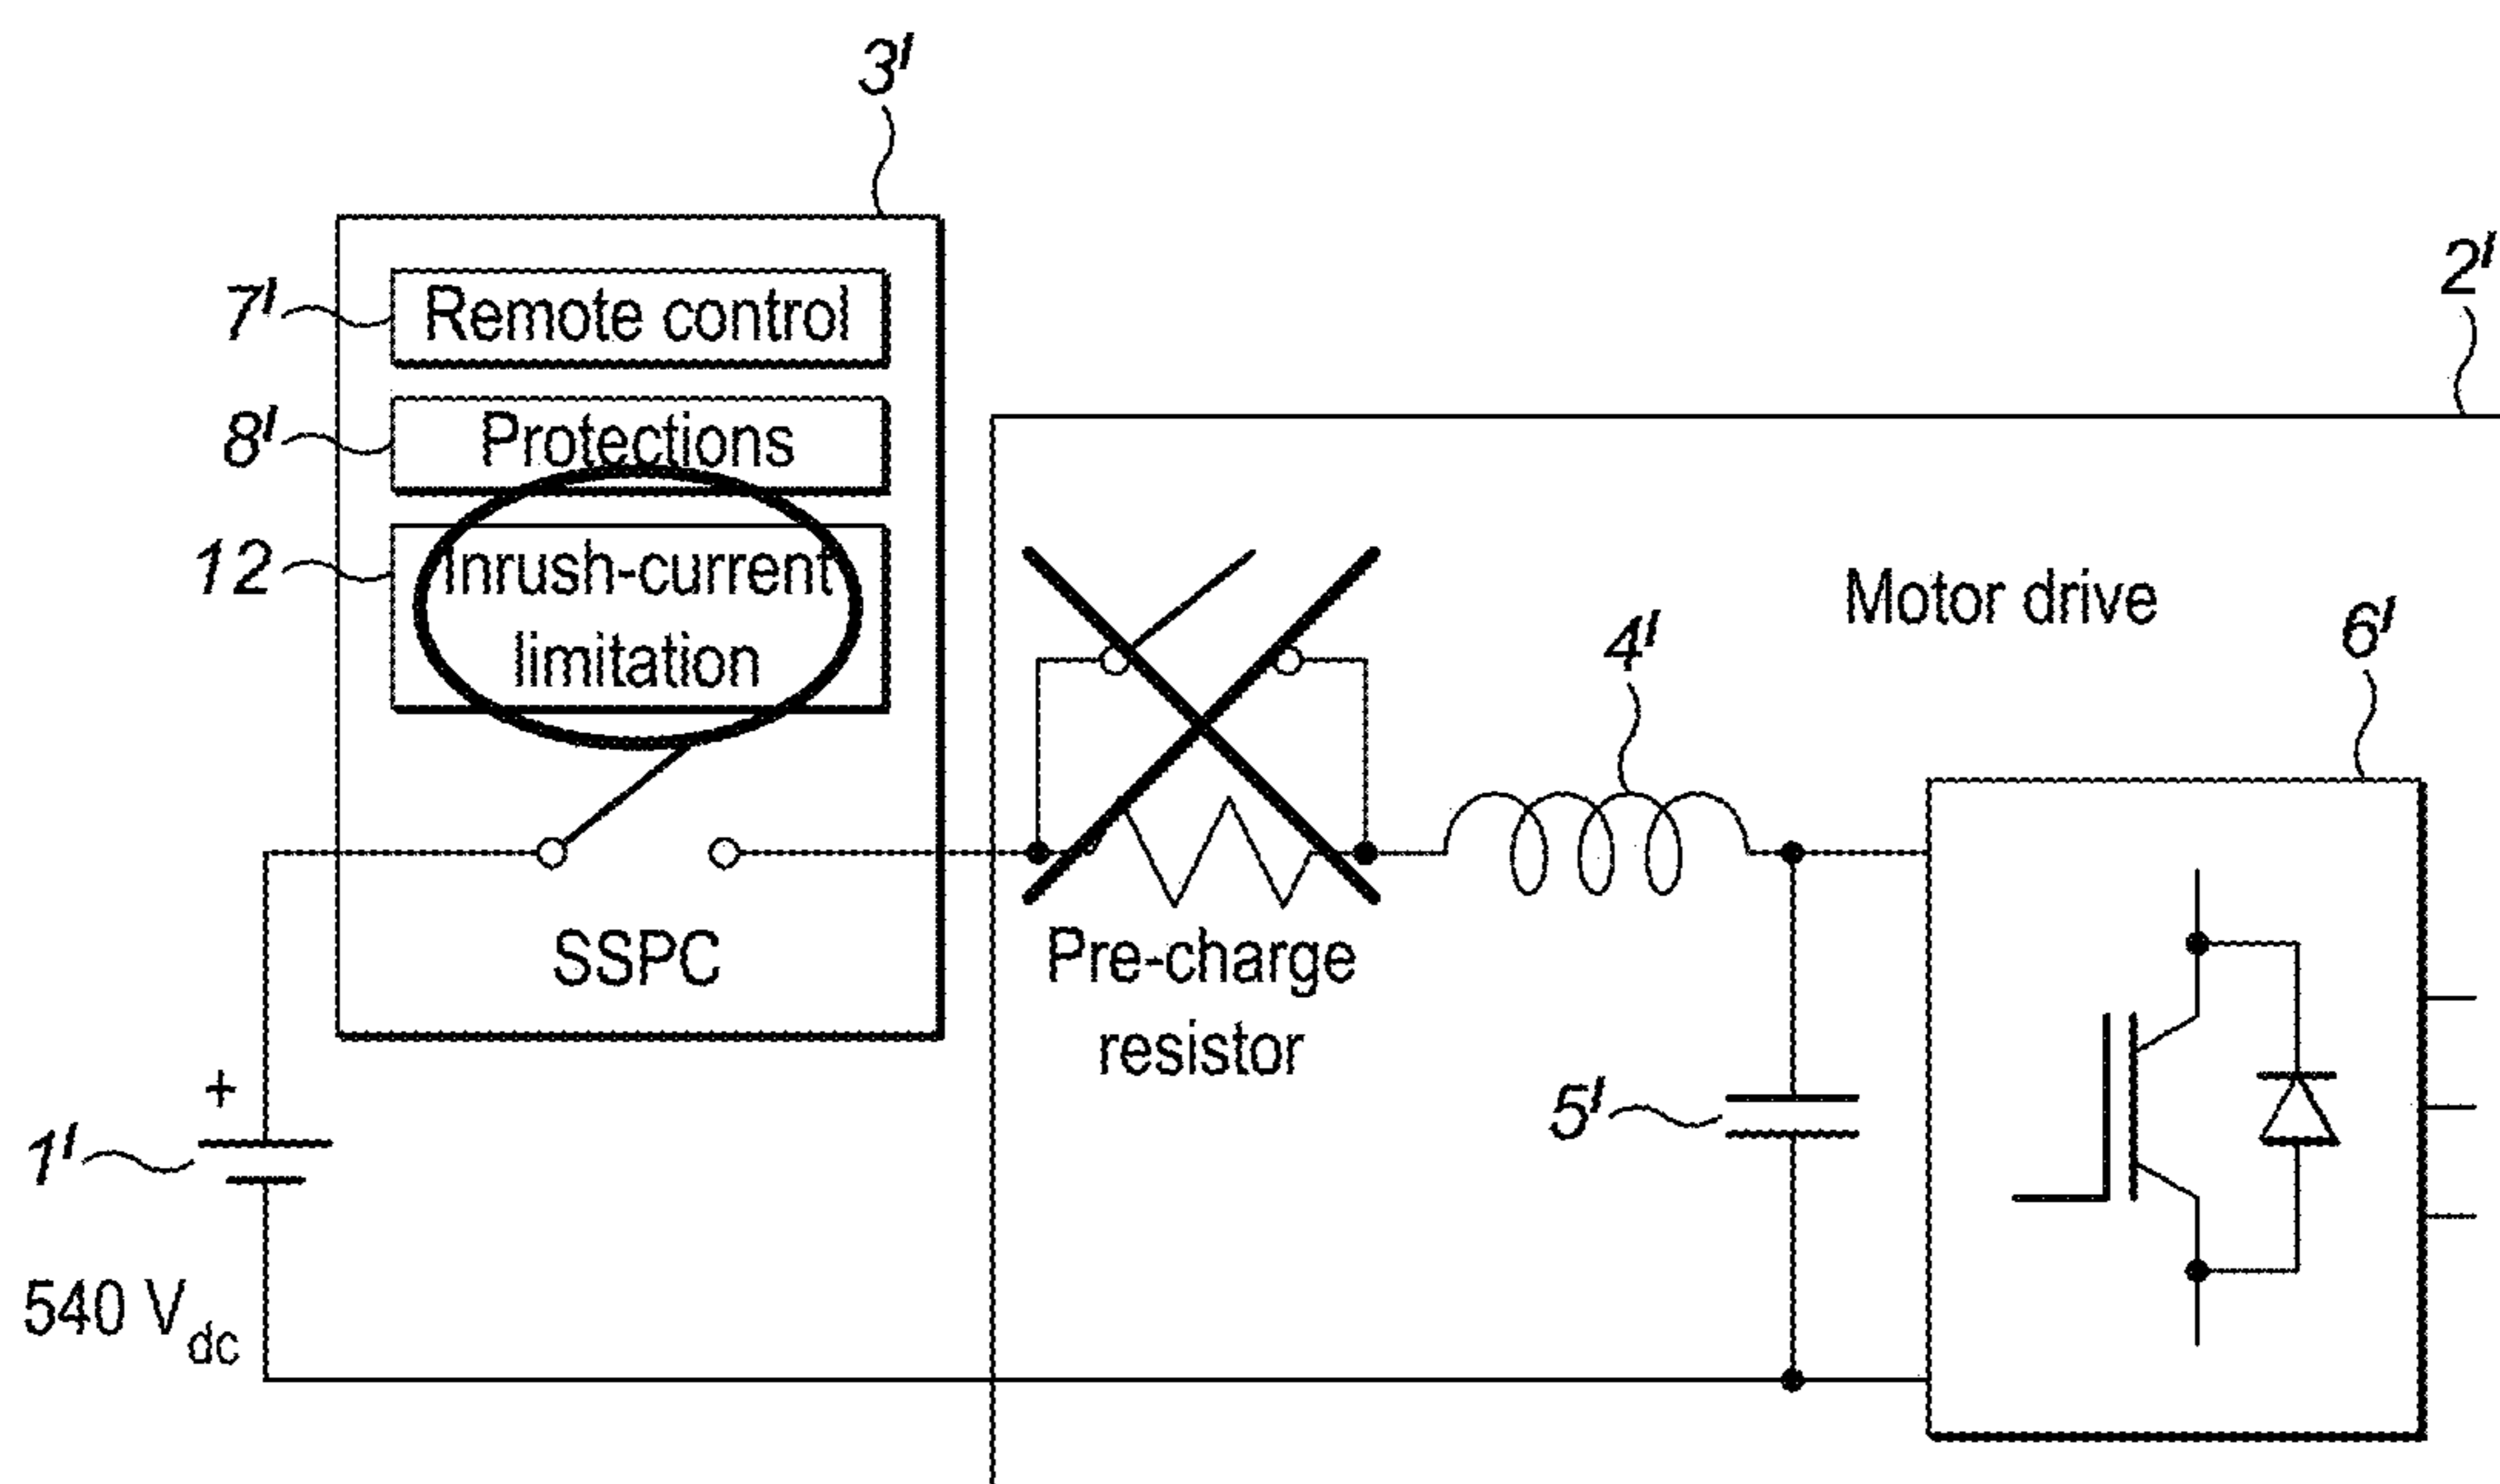 3'
2'
7'
Remote control
8'
Protections
12
Inrush-current
limitation
Motor drive
4'
6'
SSPC
Pre-charge
resistor
5'
+
1'
540 Vdc